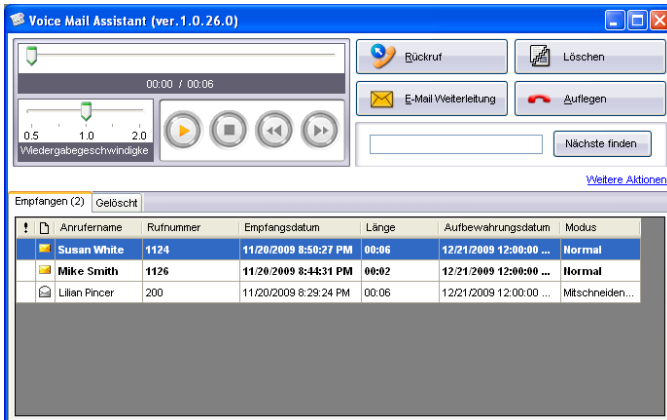 Voice Mail Assistant (ver.1.0.26.0)
00:00 / 00:06
0.5 1.0 2.0
Wiedergabegeschwindigke
Rückruf
Löschen
E-Mail Weiterleitung
Auflegen
Nächste finden
Weitere Aktionen
Empfangen (2) Gelöscht
! Anrufername Rufnummer Empfangsdatum Länge Aufbewahrungsdatum Modus
Susan White 1124 11/20/2009 8:50:27 PM 00:06 12/21/2009 12:00:00 ... Normal
Mike Smith 1126 11/20/2009 8:44:31 PM 00:02 12/21/2009 12:00:00 ... Normal
Lilian Pincer 200 11/20/2009 8:29:24 PM 00:06 12/21/2009 12:00:00 ... Mitschneiden...